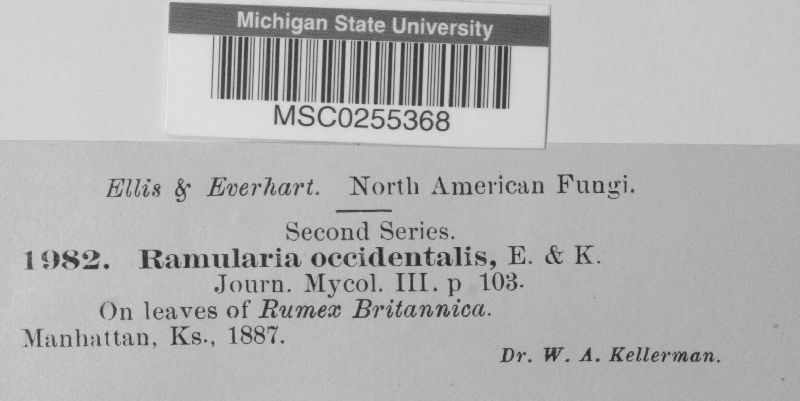 Michigan State University
MSC0255368
Ellis & Everhart. North American Fungi.
Second Series.
1982. Ramularia occidentalis, E. & K.
Journ. Mycol. III. p 103.
On leaves of Rumex Britannica.
Manhattan, Ks., 1887.
Dr. W. A. Kellerman.